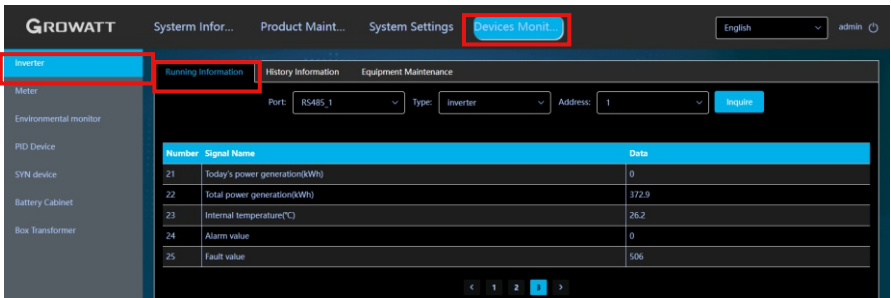 GROWATT Systerm Infor... Product Maint... System Settings Devices Monit... English admin
Inverter
Running Information History Information Equipment Maintenance
Meter
Port: RS485_1 Type: inverter Address: 1 Inquire
Environmental monitor
PID Device
Number Signal Name Data
SYN device
21 Today's power generation(kWh) 0
22 Total power generation(kWh) 372.9
Battery Cabinet
23 Internal temperature(℃) 26.2
Box Transformer
24 Alarm value 0
25 Fault value 506
< 1 2 3 >